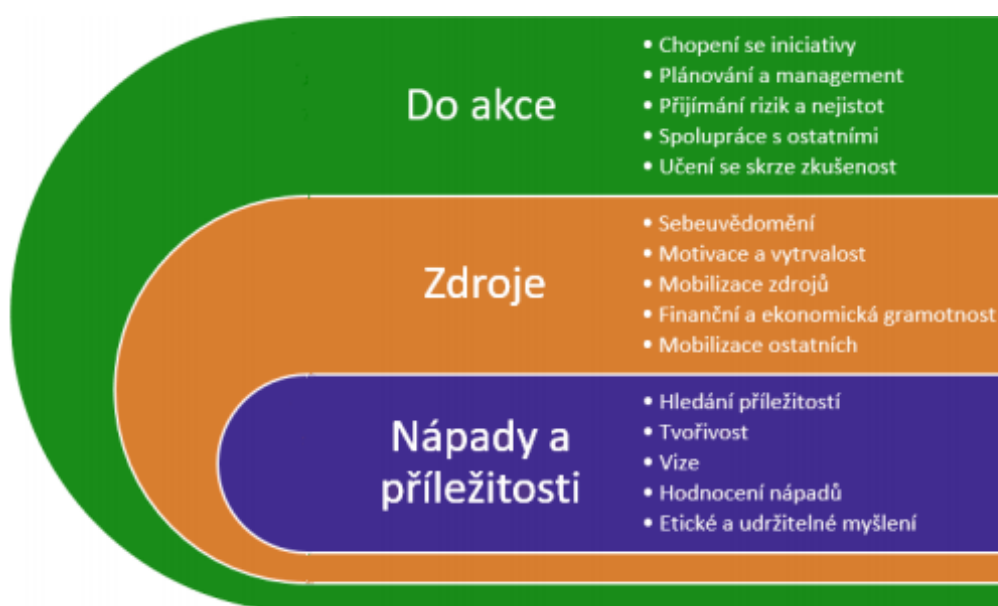 Do akce
• Chopení se iniciativy
• Plánování a management
• Přijímání rizik a nejistot
• Spolupráce s ostatními
• Učení se skrze zkušenost
Zdroje
• Sebeuvědomění
• Motivace a vytrvalost
• Mobilizace zdrojů
• Finanční a ekonomická gramotnost
• Mobilizace ostatních
Nápady a
příležitosti
• Hledání příležitostí
• Tvořivost
• Vize
• Hodnocení nápadů
• Etické a udržitelné myšlení